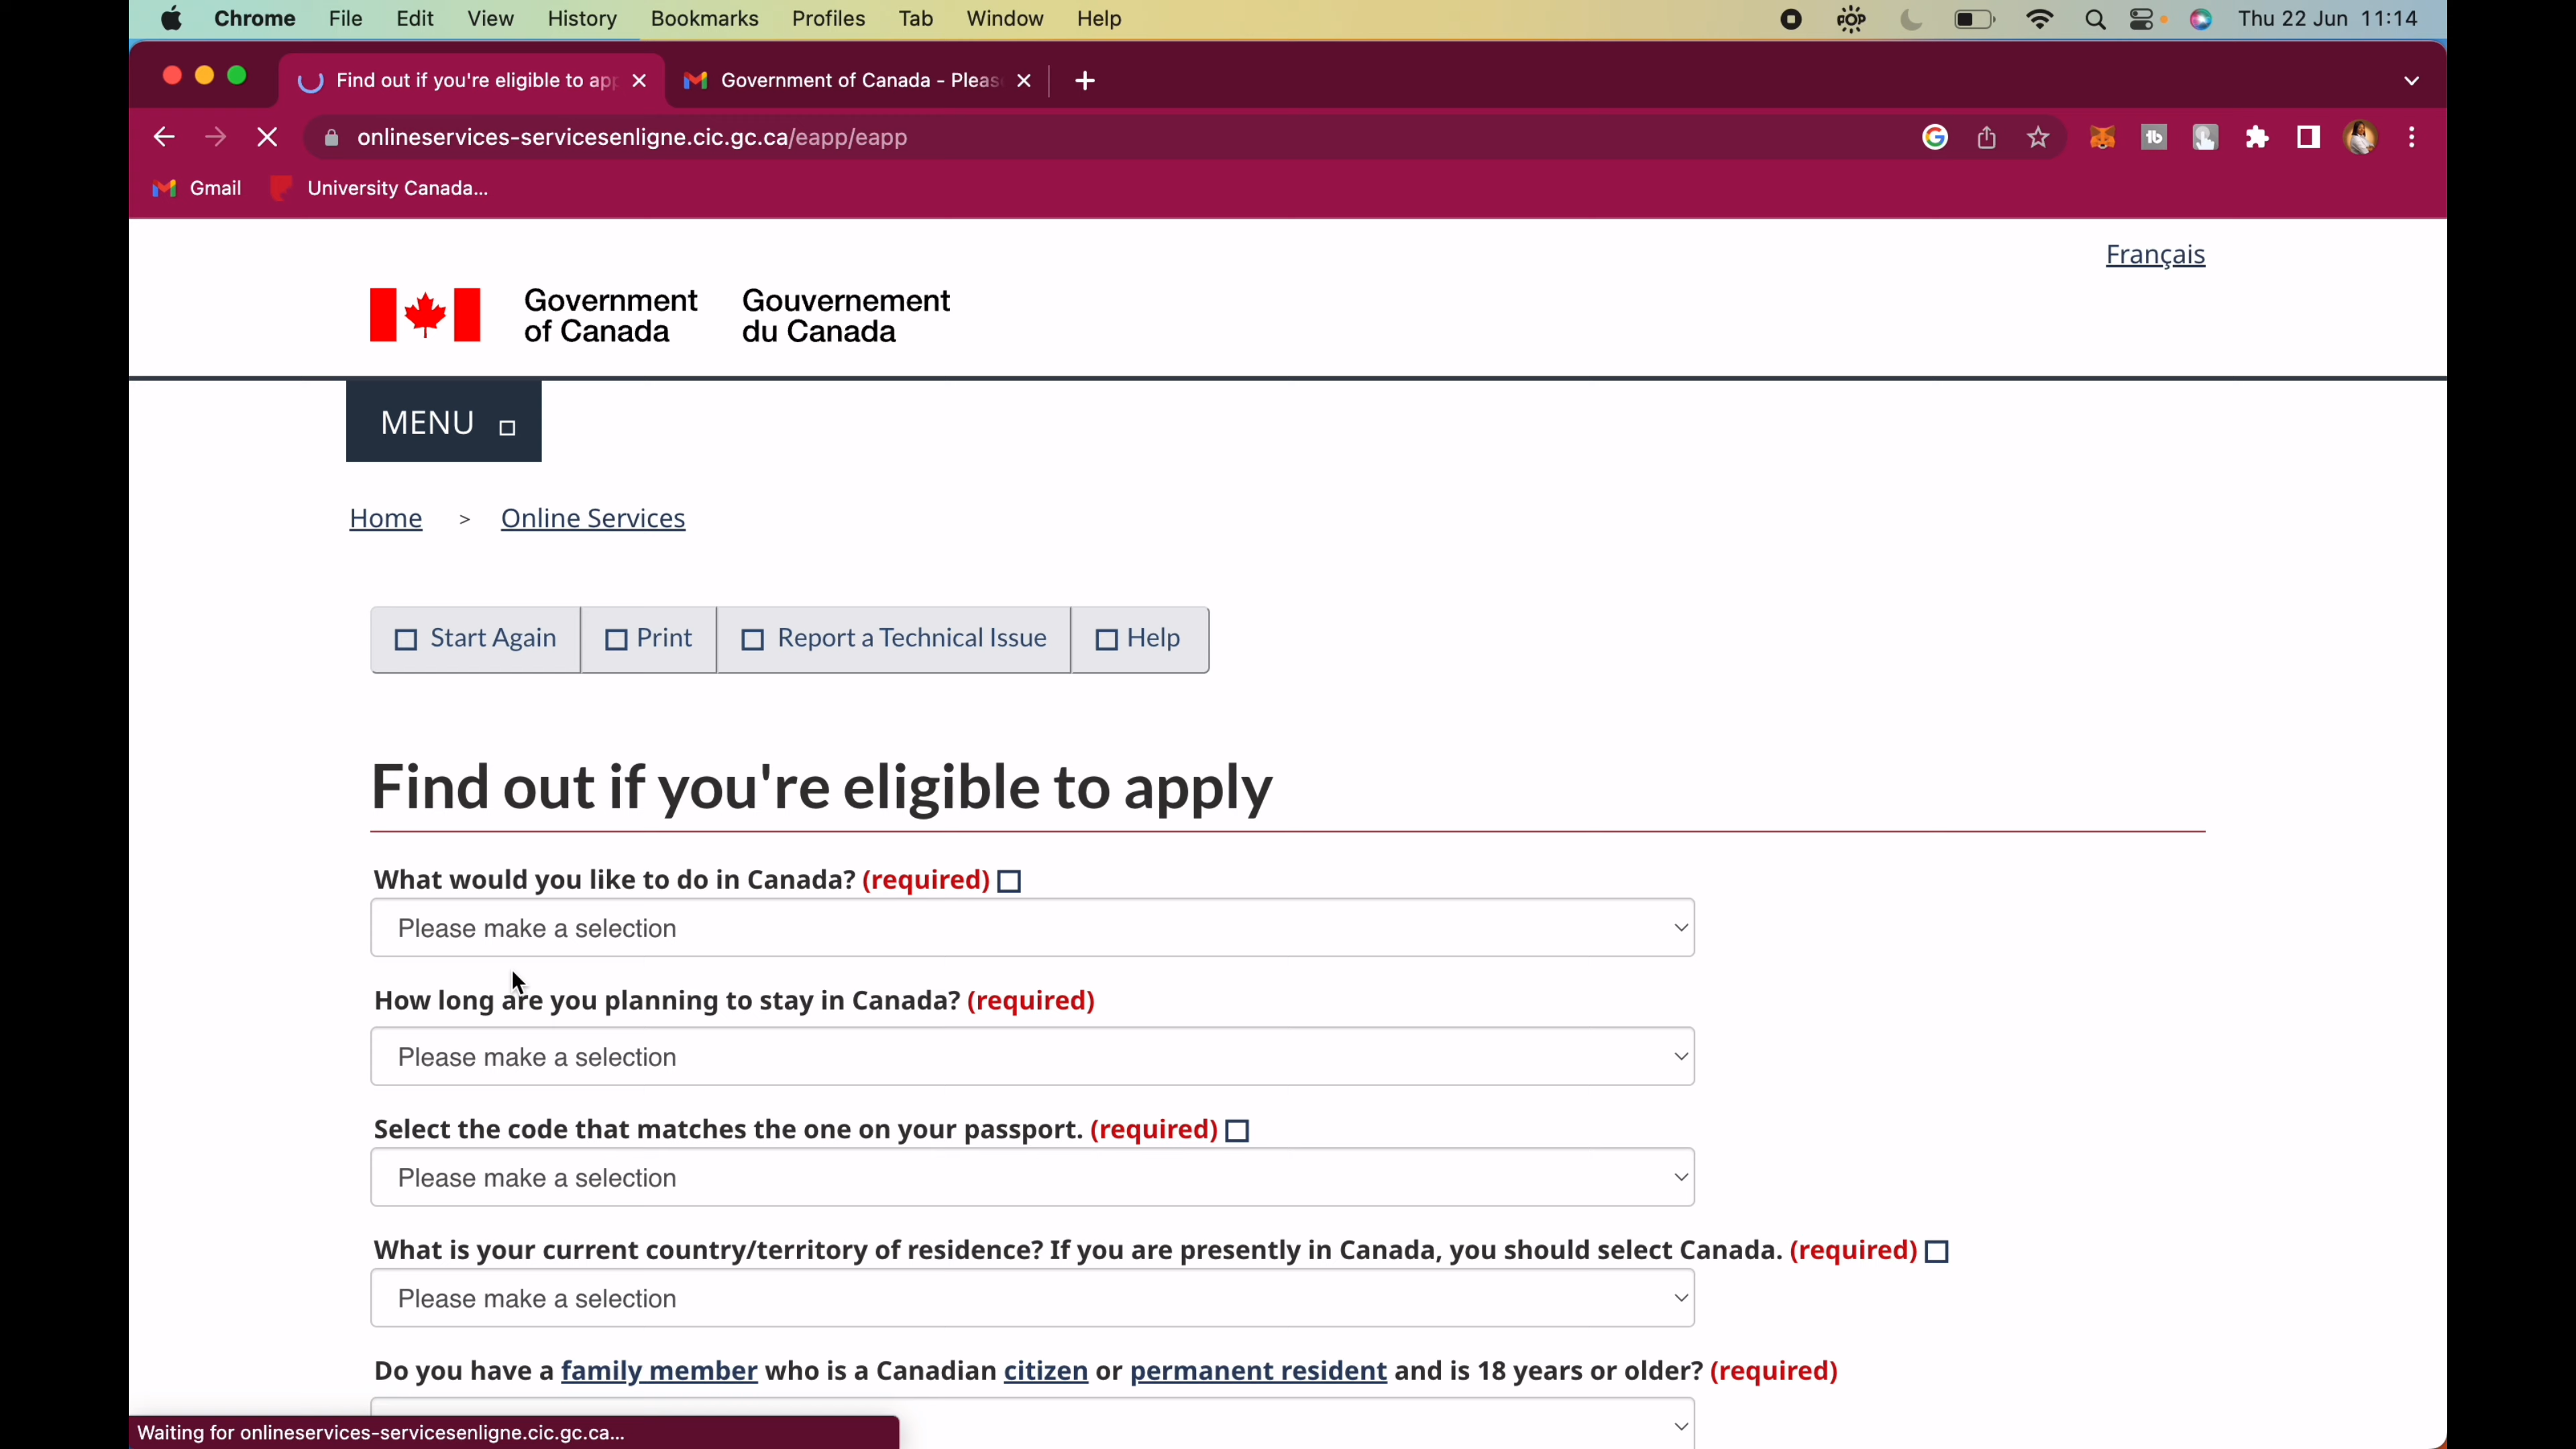 Chrome File Edit View History Bookmarks Profiles Tab Window Help
POP
Thu 22 Jun 11:14
Find out if you're eligible to ap
Government of Canada - Pleas
onlineservices-servicesenligne.cic.gc.ca/eapp/eapp
G
tb
Gmail
University Canada...
Français
Government of Canada
Gouvernement du Canada
MENU
Home > Online Services
Start Again
Print
Report a Technical Issue
Help
Find out if you're eligible to apply
What would you like to do in Canada? (required)
Please make a selection
How long are you planning to stay in Canada? (required)
Please make a selection
Select the code that matches the one on your passport. (required)
Please make a selection
What is your current country/territory of residence? If you are presently in Canada, you should select Canada. (required)
Please make a selection
Do you have a family member who is a Canadian citizen or permanent resident and is 18 years or older? (required)
Waiting for onlineservices-servicesenligne.cic.gc.ca...